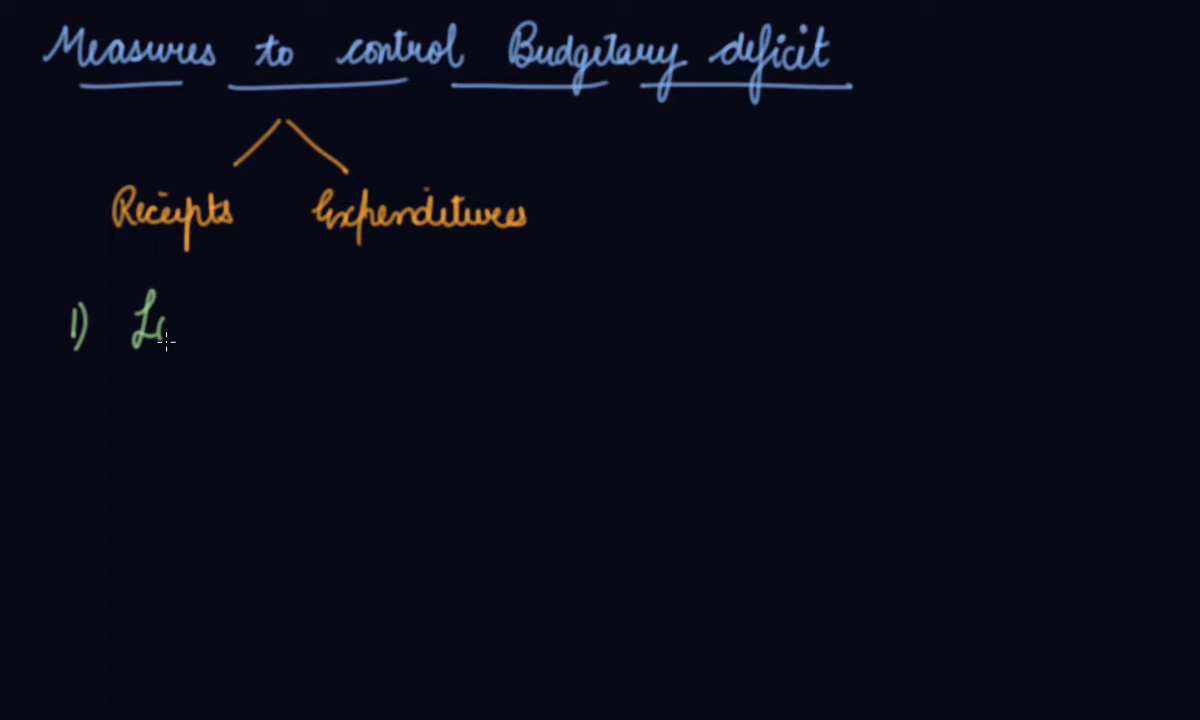 Measures to control Budgetary deficit
Receipts Expenditures
1)